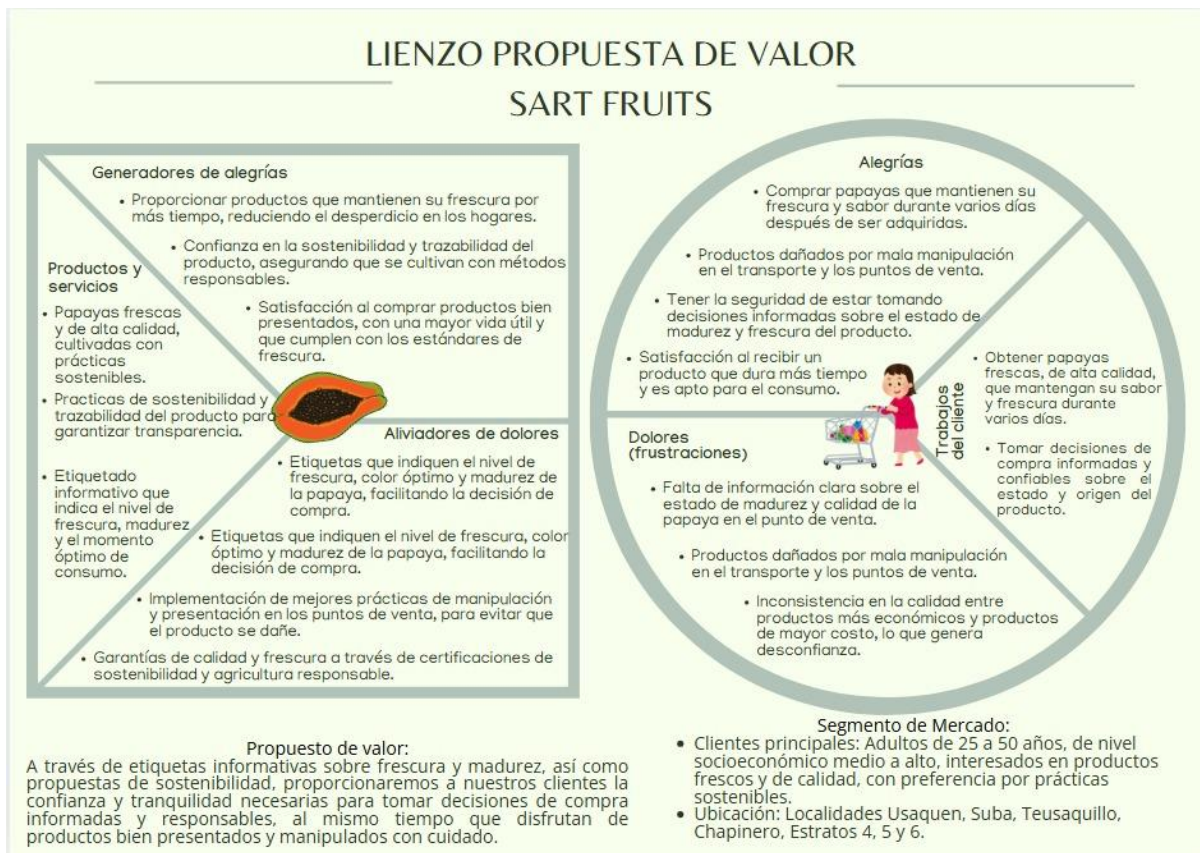 LIENZO PROPUESTA DE VALOR
SART FRUITS
Generadores de alegrías
• Proporcionar productos que mantienen su frescura por
más tiempo, reduciendo el desperdicio en los hogares.
• Confianza en la sostenibilidad y trazabilidad del
producto, asegurando que se cultivan con métodos
responsables.
• Satisfacción al comprar productos bien
presentados, con una mayor vida útil y
que cumplen con los estándares de
frescura.
Productos y
servicios
• Papayas frescas
y de alta calidad,
cultivadas con
prácticas
sostenibles.
• Practicas de sostenibilidad y
trazabilidad del producto para
garantizar transparencia.
• Etiquetado
informativo que
indica el nivel de
frescura, madurez
y el momento
óptimo de
consumo.
Aliviadores de dolores
• Etiquetas que indiquen el nivel de
frescura, color óptimo y madurez de
la papaya, facilitando la decisión de
compra.
• Etiquetas que indiquen el nivel de frescura, color
óptimo y madurez de la papaya, facilitando la
decisión de compra.
• Implementación de mejores prácticas de manipulación
y presentación en los puntos de venta, para evitar que
el producto se dañe.
• Garantías de calidad y frescura a través de certificaciones de
sostenibilidad y agricultura responsable.
Alegrías
• Comprar papayas que mantienen su
frescura y sabor durante varios días
después de ser adquiridas.
• Productos dañados por mala manipulación
en el transporte y los puntos de venta.
• Tener la seguridad de estar tomando
decisiones informadas sobre el estado de
madurez y frescura del producto.
• Satisfacción al recibir un
producto que dura más tiempo
y es apto para el consumo.
Trabajos
del cliente
• Obtener papayas
frescas, de alta calidad,
que mantengan su sabor
y frescura durante
varios días.
• Tomar decisiones de
compra informadas y
confiables sobre el
estado y origen del
producto.
Dolores
(frustraciones)
• Falta de información clara sobre el
estado de madurez y calidad de la
papaya en el punto de venta.
• Productos dañados por mala manipulación
en el transporte y los puntos de venta.
• Inconsistencia en la calidad entre
productos más económicos y productos
de mayor costo, lo que genera
desconfianza.
Propuesto de valor:
A través de etiquetas informativas sobre frescura y madurez, así como
propuestas de sostenibilidad, proporcionaremos a nuestros clientes la
confianza y tranquilidad necesarias para tomar decisiones de compra
informadas y responsables, al mismo tiempo que disfrutan de
productos bien presentados y manipulados con cuidado.
Segmento de Mercado:
• Clientes principales: Adultos de 25 a 50 años, de nivel
socioeconómico medio a alto, interesados en productos
frescos y de calidad, con preferencia por prácticas
sostenibles.
• Ubicación: Localidades Usaquen, Suba, Teusaquillo,
Chapinero, Estratos 4, 5 y 6.